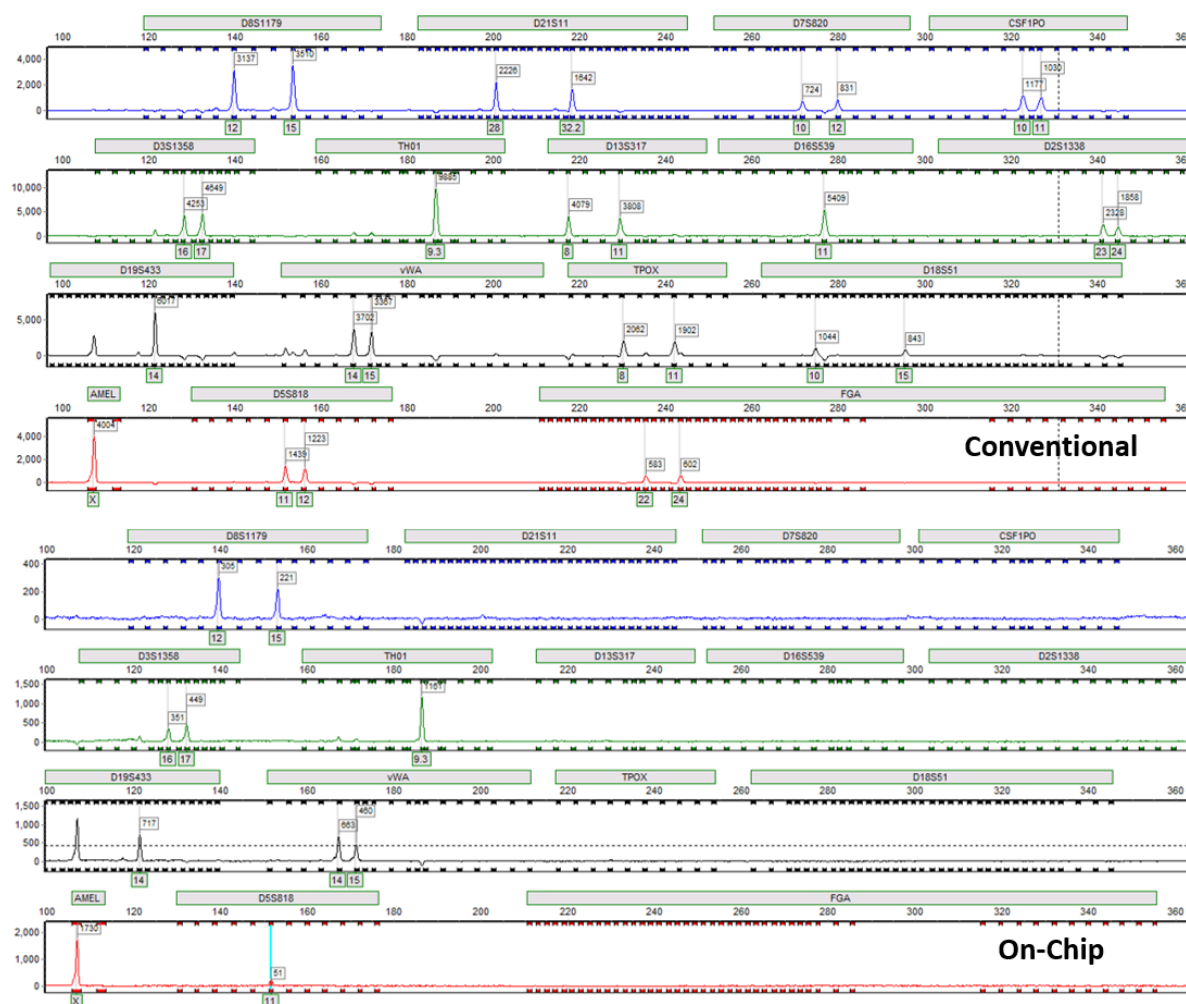 D8S1179 D21S11 D7S820 CSF1PO
100 120 140 160 180 200 220 240 260 280 300 320 340 360
4,000 3137 3510 2226 1642 724 831 1177 1030
2,000
0
12 15 28 32.2 10 12 10 11
D3S1358 TH01 D13S317 D16S539 D2S1338
100 120 140 160 180 200 220 240 260 280 300 320 340 360
10,000 4253 4649 9885 4079 3808 5409 2328 1858
5,000
0
16 17 9.3 8 11 11 23 24
D19S433 vWA TPOX D18S51
100 120 140 160 180 200 220 240 260 280 300 320 340 360
5,000 6017 3702 3367 2062 1902 1044 843
0
14 14 15 8 11 10 15
AMEL D5S818 FGA
100 120 140 160 180 200 220 240 260 280 300 320 340 360
4,000 4004 1439 1223 583 602 Conventional
2,000
0
X 11 12 22 24
D8S1179 D21S11 D7S820 CSF1PO
100 120 140 160 180 200 220 240 260 280 300 320 340 360
400 305 221
200
0
12 15
D3S1358 TH01 D13S317 D16S539 D2S1338
100 120 140 160 180 200 220 240 260 280 300 320 340 360
1,500 351 449
1,000
500
0
16 17 9.3
D19S433 vWA TPOX D18S51
100 120 140 160 180 200 220 240 260 280 300 320 340 360
1,500 717 663 460
1,000
500
0
14 14 15
AMEL D5S818 FGA
100 120 140 160 180 200 220 240 260 280 300 320 340 360
2,000 1730 51 On-Chip
1,000
0
X 11